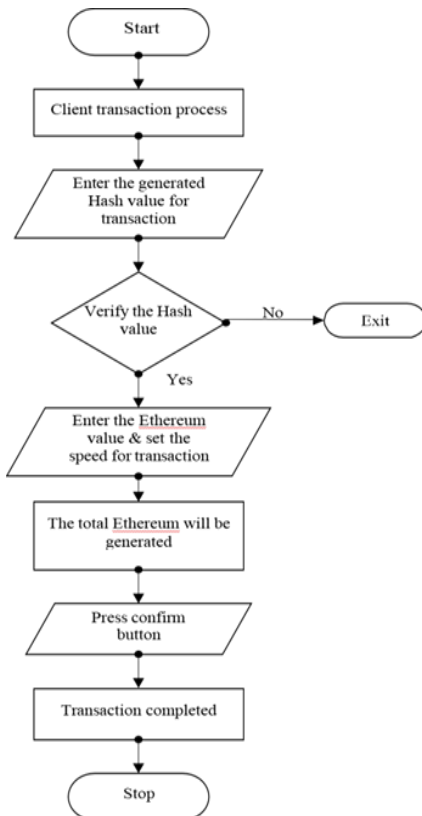 Start
Client transaction process
Enter the generated
Hash value for
transaction
Verify the Hash
value
No
Exit
Yes
Enter the Ethereum
value & set the
speed for transaction
The total Ethereum will be
generated
Press confirm
button
Transaction completed
Stop